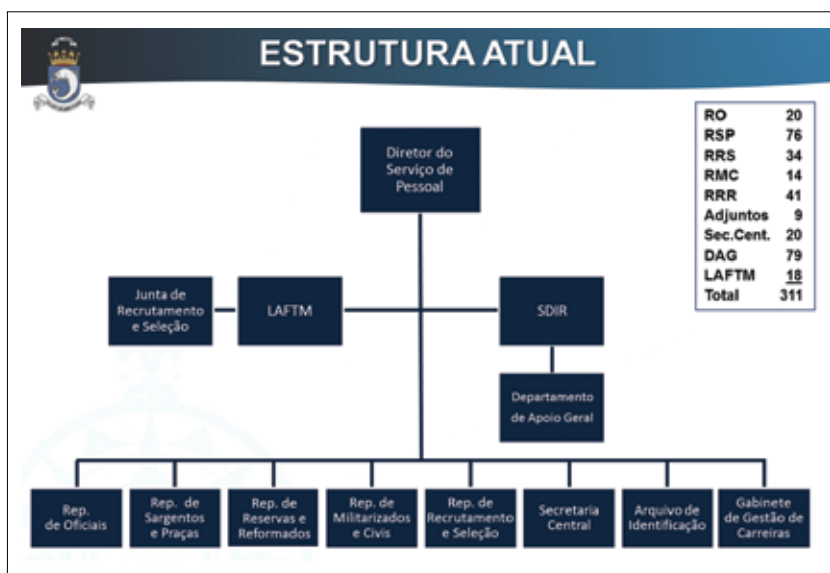 ESTRUTURA ATUAL
RO 20
RSP 76
RRS 34
RMC 14
RRR 41
Adjuntos 9
Sec.Cent. 20
DAG 79
LAFTM 18
Total 311
Diretor do
Serviço de
Pessoal
Junta de
Recrutamento
e Seleção
LAFTM
SDIR
Departamento
de Apoio Geral
Rep.
de Oficiais
Rep. de
Sargentos
e Praças
Rep. de
Reservas e
Reformados
Rep. de
Militarizados
e Civis
Rep. de
Recrutamento
e Seleção
Secretaria
Central
Arquivo de
Identificação
Gabinete
de Gestão de
Carreiras